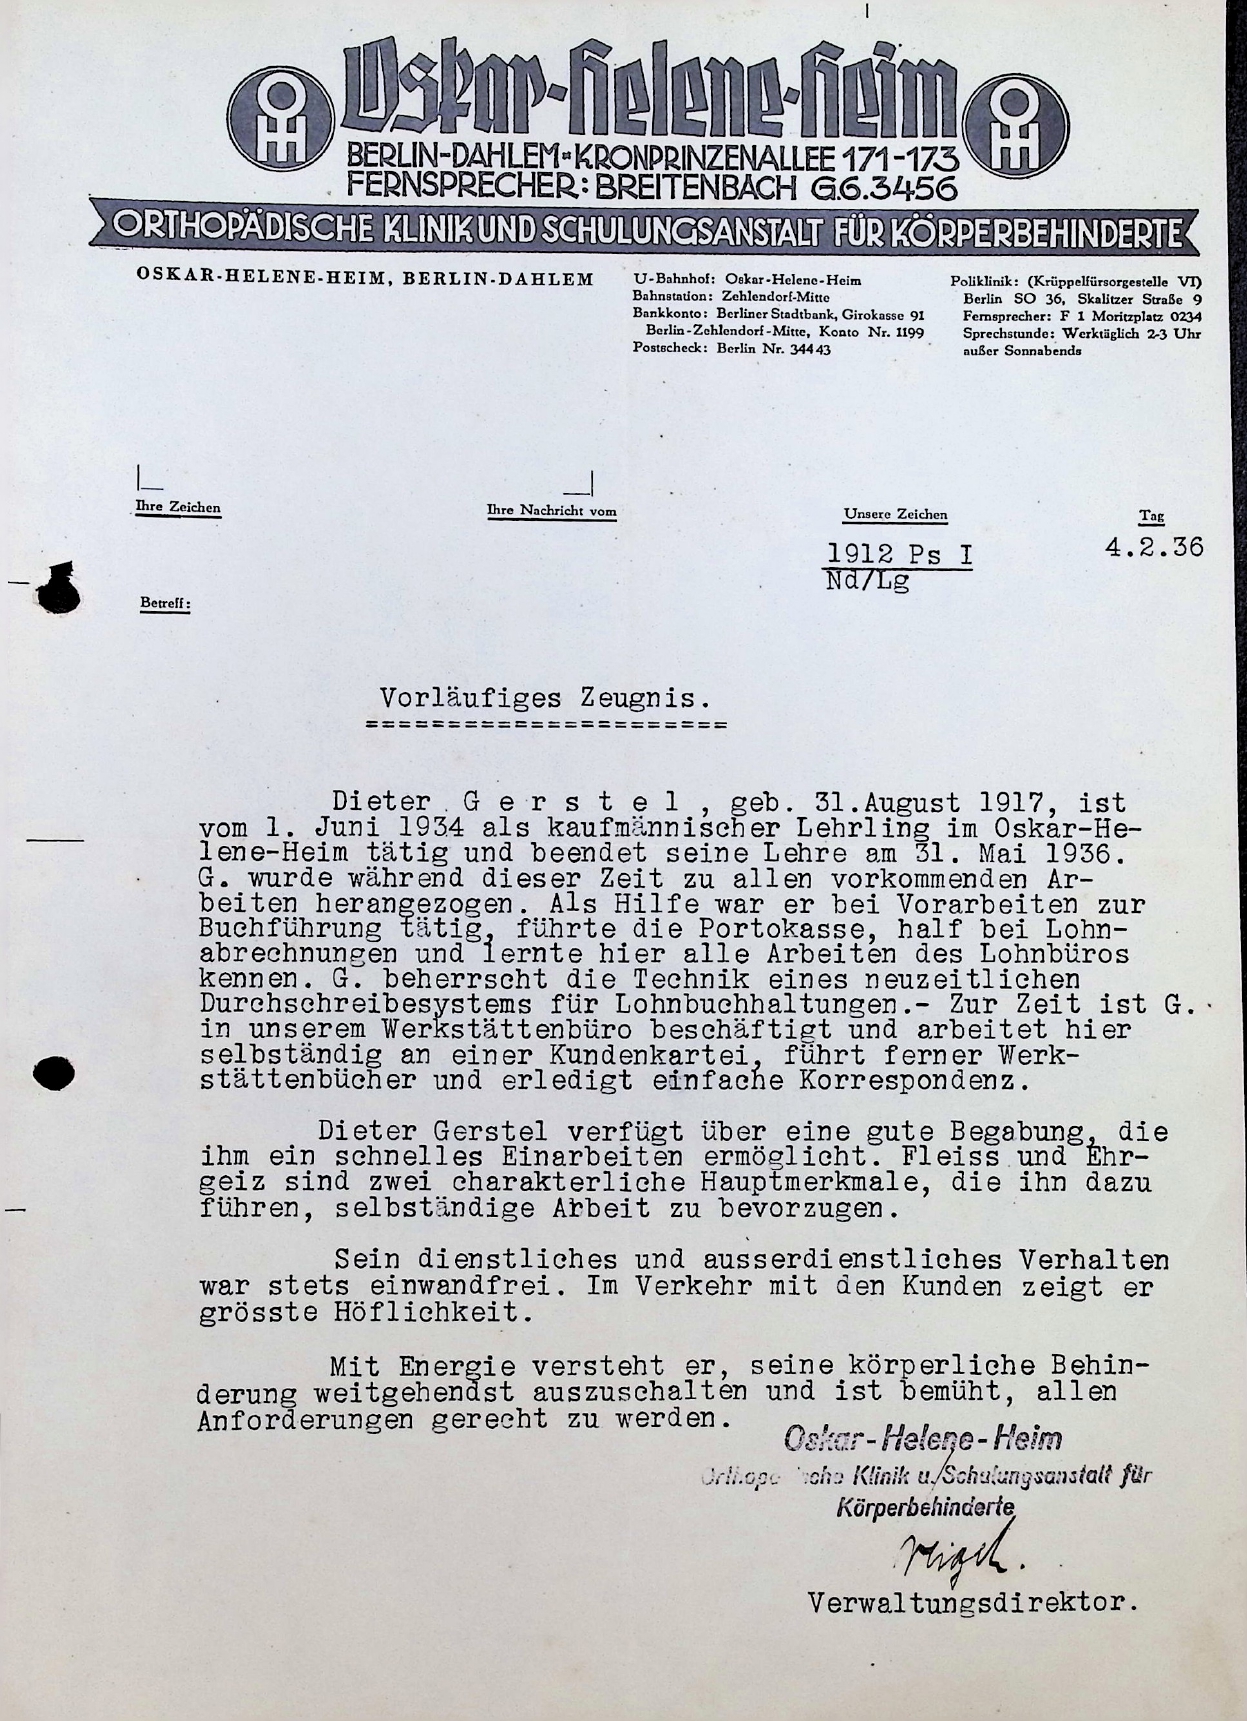 Oskar-Helene-Heim
BERLIN-DAHLEM-KRONPRINZENALLEE 171-173
FERNSPRECHER: BREITENBACH G.6.3456
ORTHOPÄDISCHE KLINIK UND SCHULUNGSANSTALT FÜR KÖRPERBEHINDERTE
OSKAR-HELENE-HEIM, BERLIN-DAHLEM
U-Bahnhof: Oskar-Helene-Heim
Bahnstation: Zehlendorf-Mitte
Bankkonto: Berliner Stadtbank, Girokasse 91
Berlin-Zehlendorf-Mitte, Konto Nr. 1199
Postscheck: Berlin Nr. 34443
Poliklinik: (Krüppelfürsorgestelle VI)
Berlin SO 36, Skalitzer Straße 9
Fernsprecher: F 1 Moritzplatz 0234
Sprechstunde: Werktäglich 2-3 Uhr
außer Sonnabends
Ihre Zeichen
Ihre Nachricht vom
Unsere Zeichen
Tag
1912 Ps I
4.2.36
Nd/Lg
Betreff:
Vorläufiges Zeugnis.
======================
Dieter G e r s t e l , geb. 31.August 1917, ist
vom 1. Juni 1934 als kaufmännischer Lehrling im Oskar-He-
lene-Heim tätig und beendet seine Lehre am 31. Mai 1936.
G. wurde während dieser Zeit zu allen vorkommenden Ar-
beiten herangezogen. Als Hilfe war er bei Vorarbeiten zur
Buchführung tätig, führte die Portokasse, half bei Lohn-
abrechnungen und lernte hier alle Arbeiten des Lohnbüros
kennen. G. beherrscht die Technik eines neuzeitlichen
Durchschreibesystems für Lohnbuchhaltungen.- Zur Zeit ist G.
in unserem Werkstättenbüro beschäftigt und arbeitet hier
selbständig an einer Kundenkartei, führt ferner Werk-
stättenbücher und erledigt einfache Korrespondenz.
Dieter Gerstel verfügt über eine gute Begabung, die
ihm ein schnelles Einarbeiten ermöglicht. Fleiss und Ehr-
geiz sind zwei charakterliche Hauptmerkmale, die ihn dazu
führen, selbständige Arbeit zu bevorzugen.
Sein dienstliches und ausserdienstliches Verhalten
war stets einwandfrei. Im Verkehr mit den Kunden zeigt er
grösste Höflichkeit.
Mit Energie versteht er, seine körperliche Behin-
derung weitgehendst auszuschalten und ist bemüht, allen
Anforderungen gerecht zu werden.
Oskar-Helene-Heim
Orthopädische Klinik u. Schulungsanstalt für
Körperbehinderte
Verwaltungsdirektor.